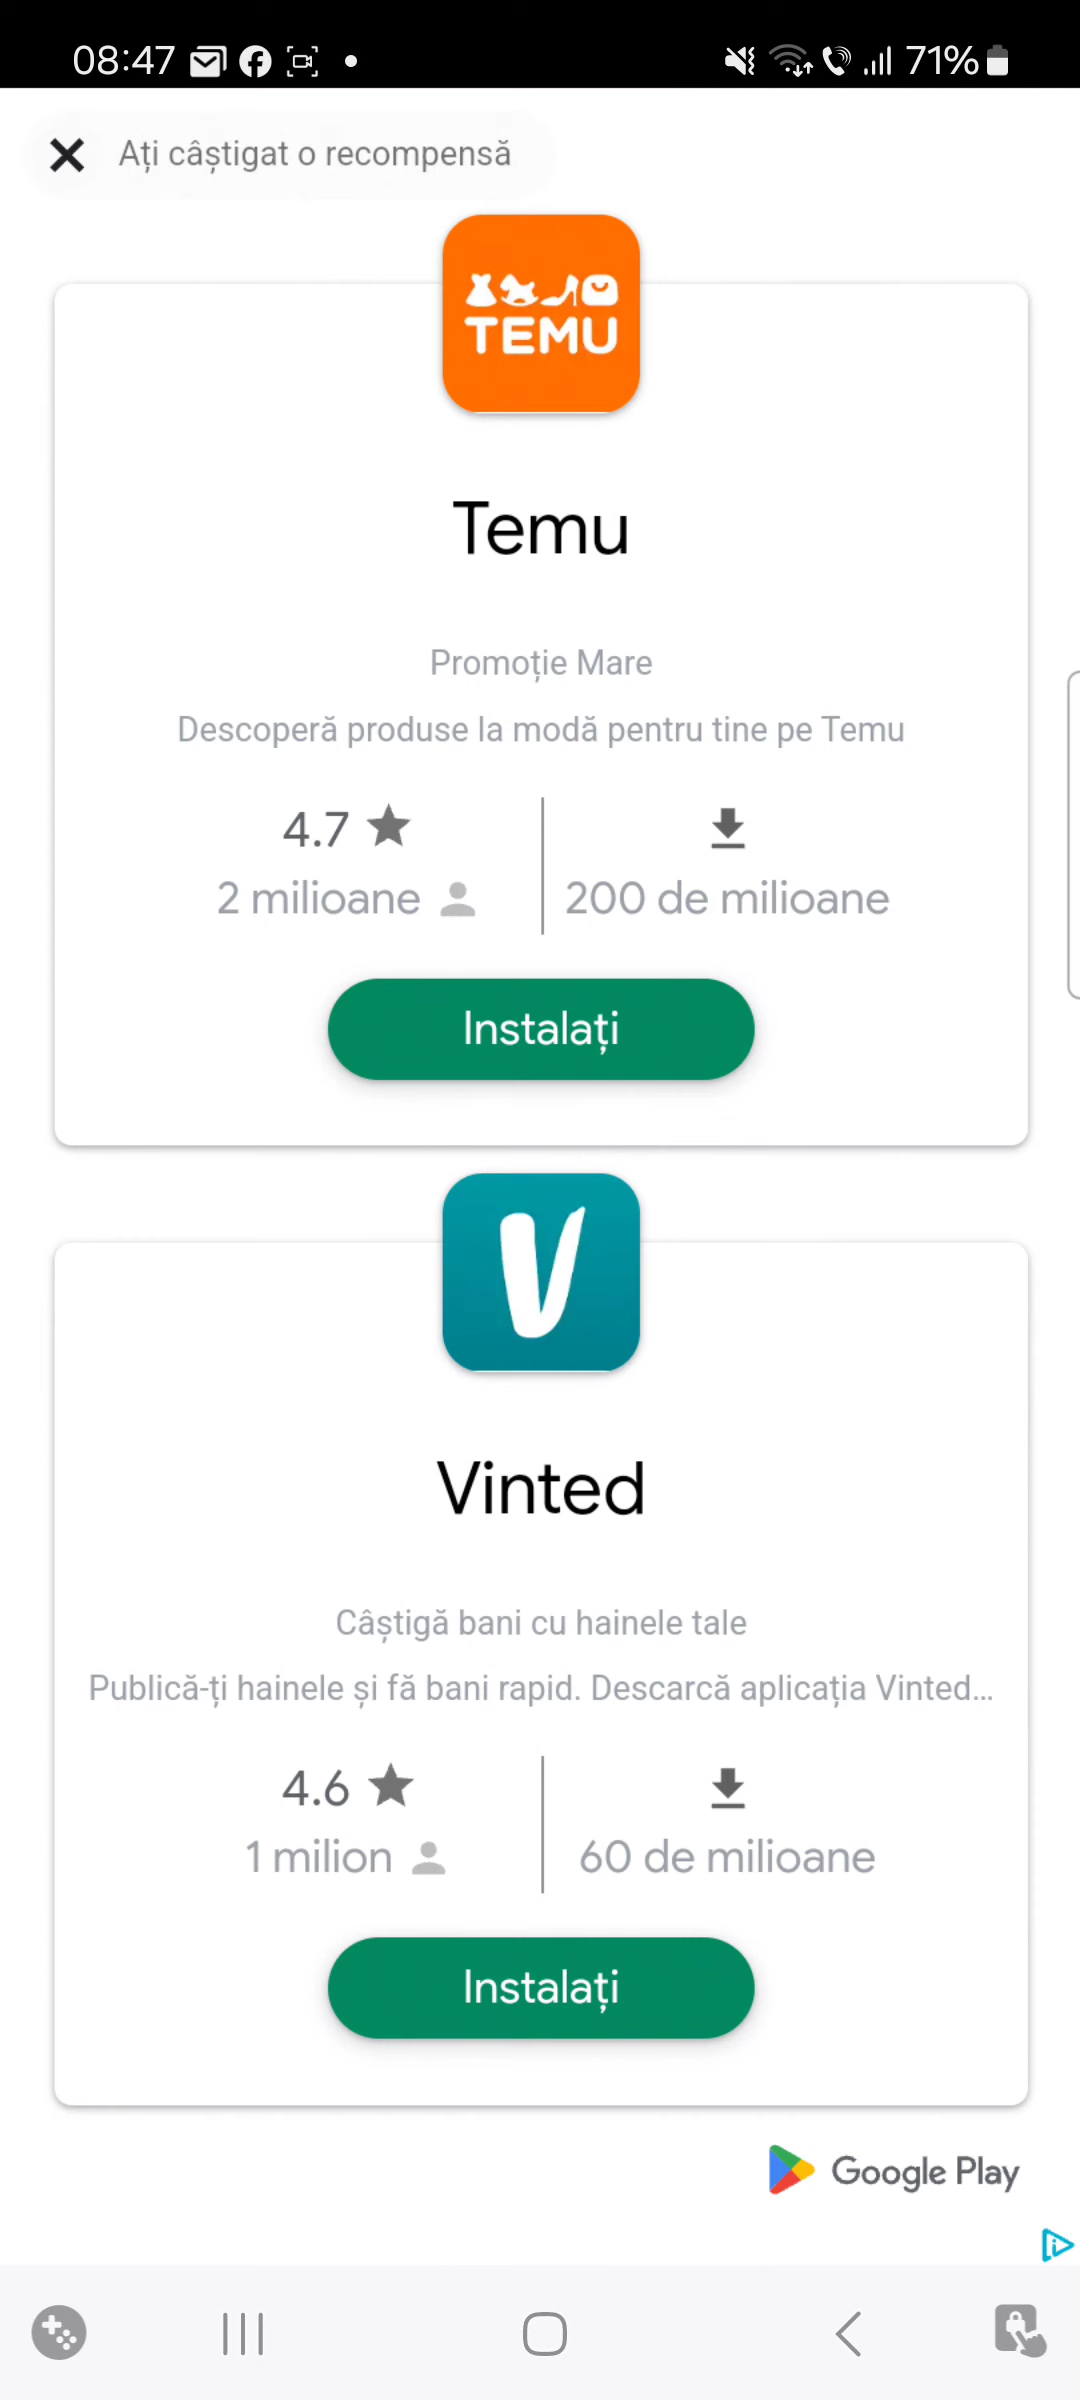 08:47
71%
Ați câștigat o recompensă
TEMU
Temu
Promoție Mare
Descoperă produse la modă pentru tine pe Temu
4.7
2 milioane
200 de milioane
Instalați
V
Vinted
Câștigă bani cu hainele tale
Publică-ți hainele și fă bani rapid. Descarcă aplicația Vinted...
4.6
1 milion
60 de milioane
Instalați
Google Play